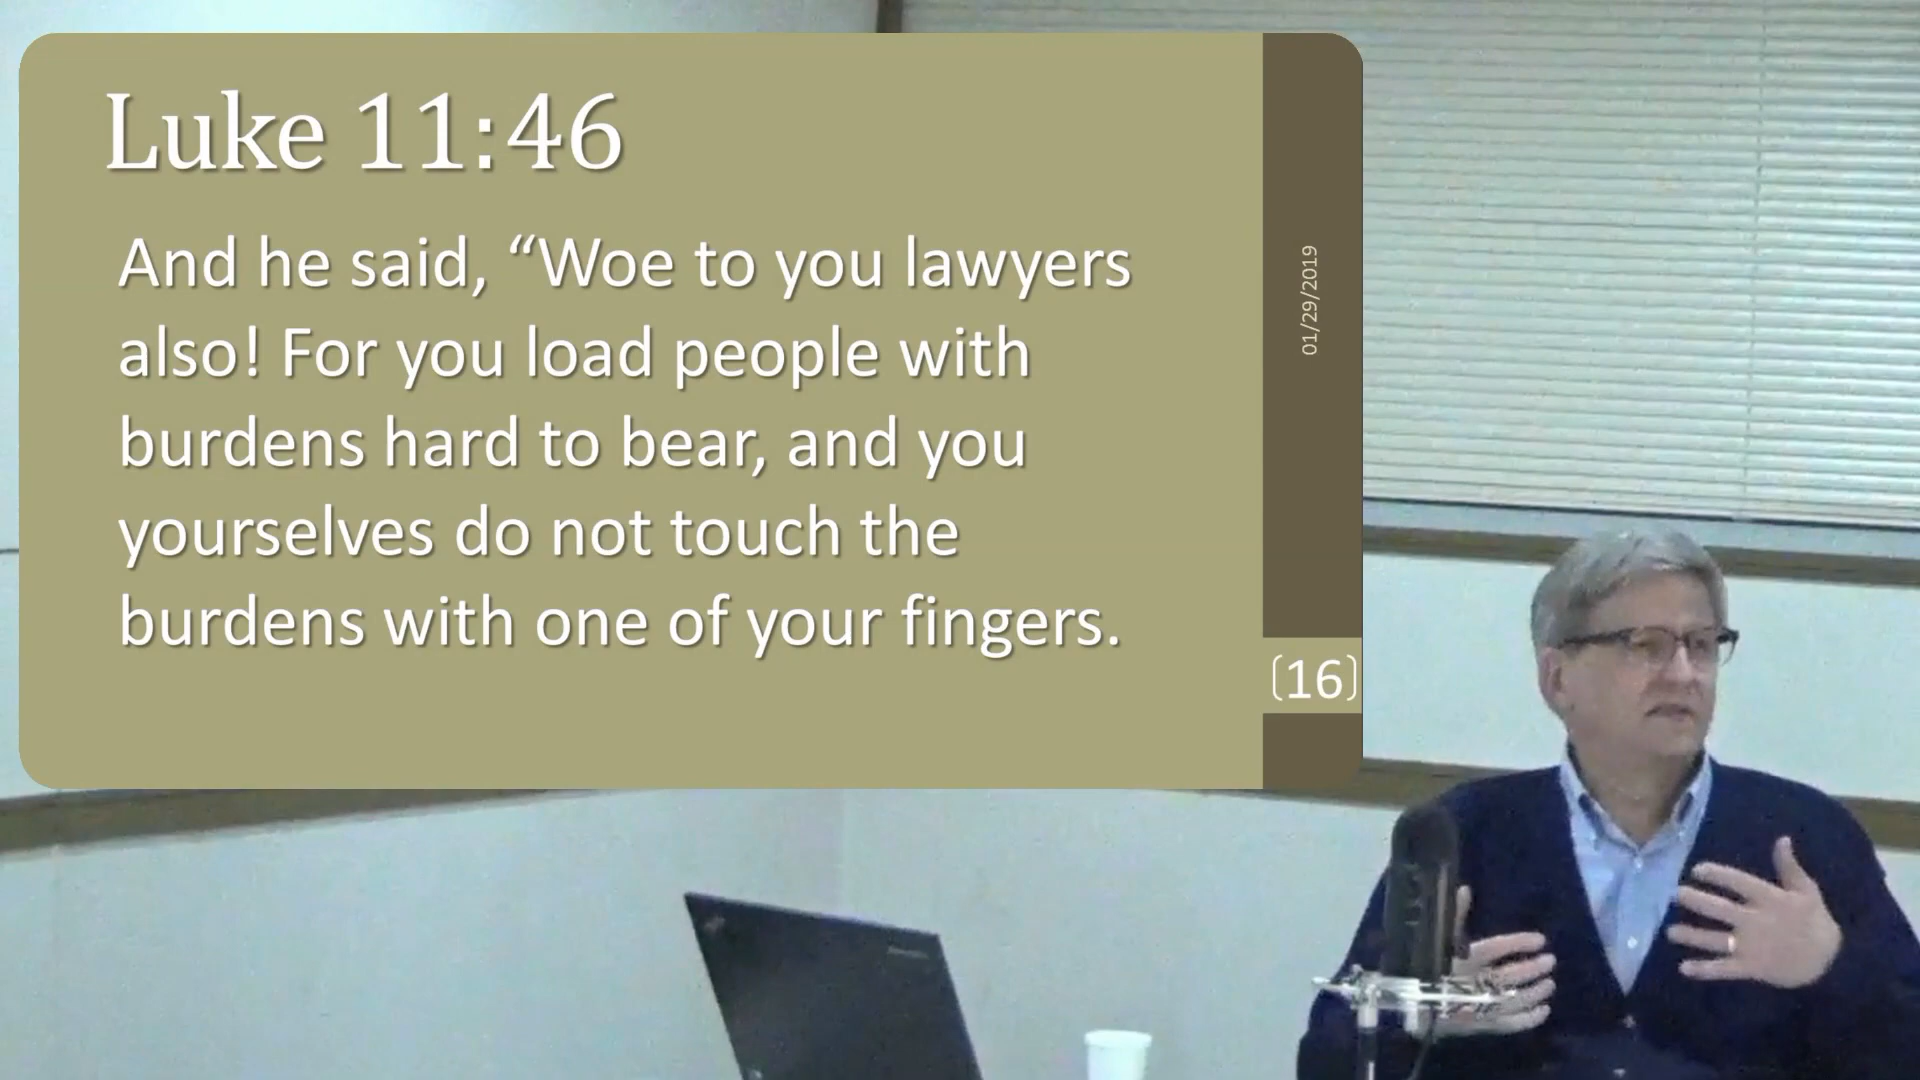 Luke 11:46
And he said, “Woe to you lawyers
also! For you load people with
burdens hard to bear, and you
yourselves do not touch the
burdens with one of your fingers.
01/29/2019
16